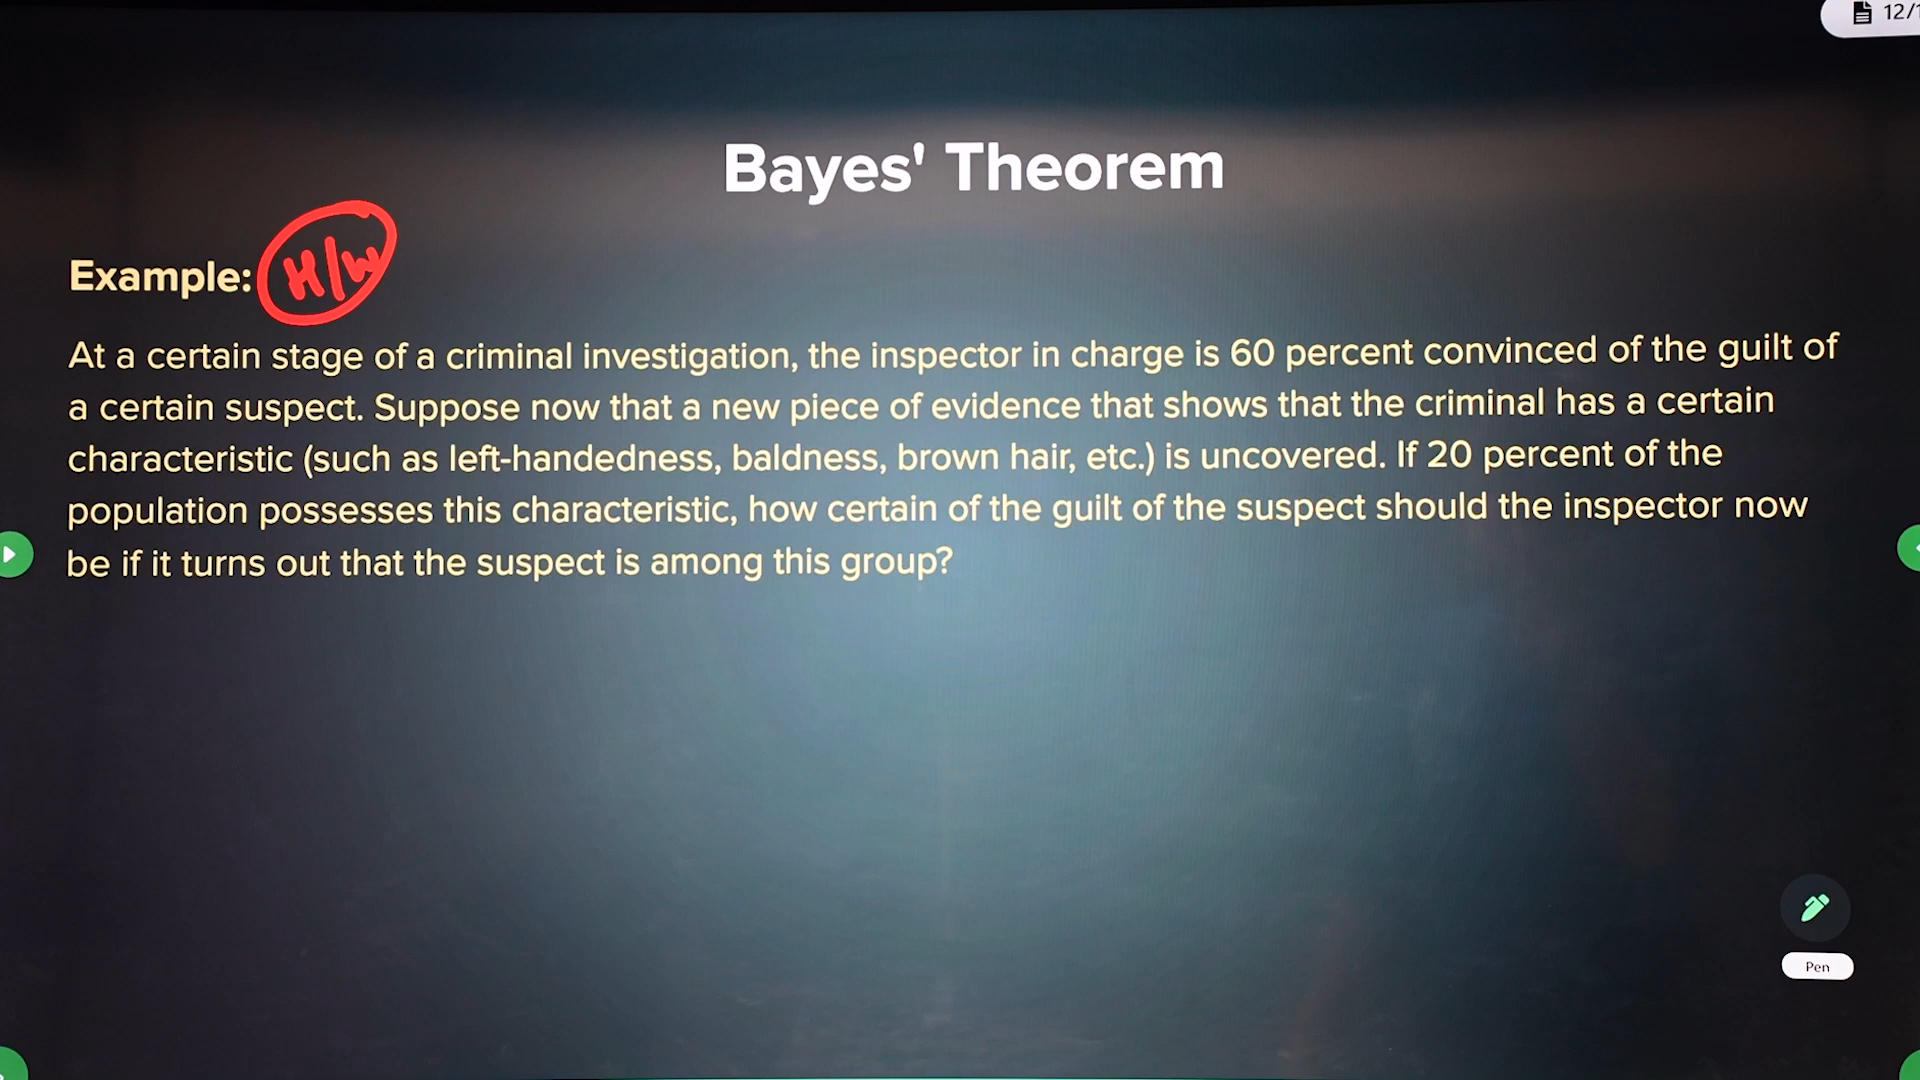 12/1
Bayes' Theorem
Example: H/W
At a certain stage of a criminal investigation, the inspector in charge is 60 percent convinced of the guilt of
a certain suspect. Suppose now that a new piece of evidence that shows that the criminal has a certain
characteristic (such as left-handedness, baldness, brown hair, etc.) is uncovered. If 20 percent of the
population possesses this characteristic, how certain of the guilt of the suspect should the inspector now
be if it turns out that the suspect is among this group?
Pen